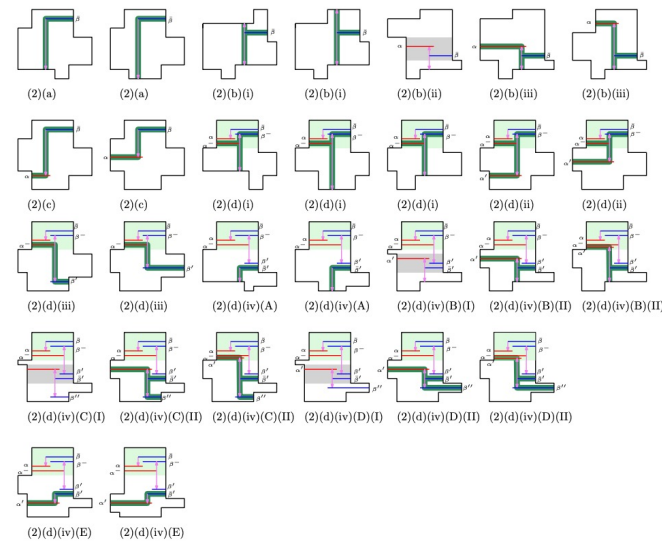 β̄ β̄ β̄ β̄ α β̄ α β̄ α β̄
(2)(a) (2)(a) (2)(b)(i) (2)(b)(i) (2)(b)(ii) (2)(b)(iii) (2)(b)(iii)
β̄ β̄ β̄ β̄ β̄ β̄ β̄
β⁻ β⁻ β⁻ β⁻ β⁻
α α α α α α α
α⁻ α⁻ α⁻ α′ α′
(2)(c) (2)(c) (2)(d)(i) (2)(d)(i) (2)(d)(i) (2)(d)(ii) (2)(d)(ii)
β̄ β̄ β̄ β̄ β̄ β̄ β̄
β⁻ β⁻ β⁻ β⁻ β⁻ β⁻ β⁻
α α α α α α α
α⁻ α⁻ α⁻ α⁻ α′ α′ α′
β′ β′ β′ β′ β′ β′ β′
β̄′ β̄′ β̄′ β̄′ β̄′
(2)(d)(iii) (2)(d)(iii) (2)(d)(iv)(A) (2)(d)(iv)(A) (2)(d)(iv)(B)(I) (2)(d)(iv)(B)(II) (2)(d)(iv)(B)(II)
β̄ β̄ β̄ β̄ β̄ β̄
β⁻ β⁻ β⁻ β⁻ β⁻ β⁻
α α α α α α
α′ α′ α′ α′ α′ α′
β′ β′ β′ β′ β′ β′
β̄′ β̄′ β̄′ β̄′ β̄′ β̄′
β″ β″ β″ β″ β″ β″
(2)(d)(iv)(C)(I) (2)(d)(iv)(C)(II) (2)(d)(iv)(C)(II) (2)(d)(iv)(D)(I) (2)(d)(iv)(D)(II) (2)(d)(iv)(D)(II)
β̄ β̄
β⁻ β⁻
α α
α⁻ α⁻
β′ β′
β̄′ β̄′
α′ α′
(2)(d)(iv)(E) (2)(d)(iv)(E)